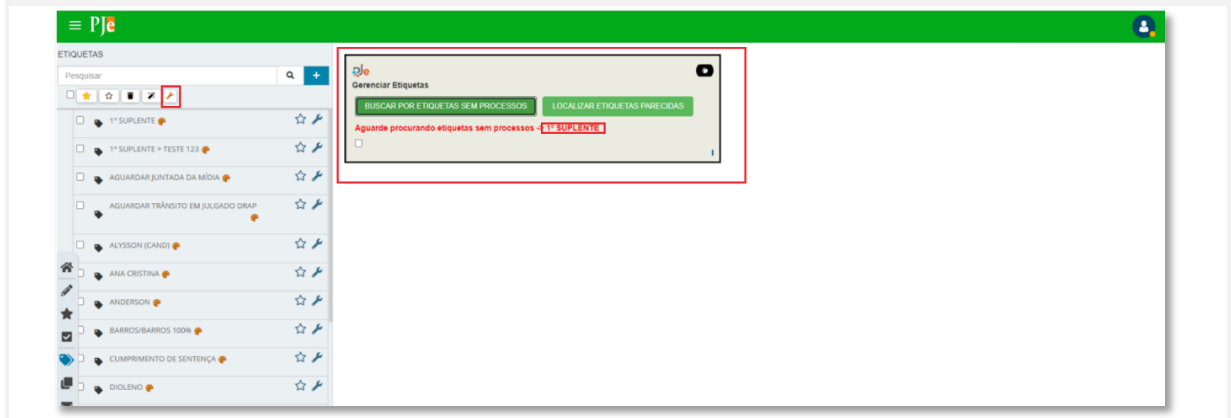 PJe
ETIQUETAS
Pesquisar
1º SUPLENTE
1º SUPLENTE > TESTE 123
AGUARDAR JUNTADA DA MÍDIA
AGUARDAR TRÂNSITO EM JULGADO DRAP
ALYSSON (CAND)
ANA CRISTINA
ANDERSON
BARROS/BARROS 100%
CUMPRIMENTO DE SENTENÇA
DIOLENO
PJe
Gerenciar Etiquetas
BUSCAR POR ETIQUETAS SEM PROCESSOS LOCALIZAR ETIQUETAS PARECIDAS
Aguarde procurando etiquetas sem processos -> 1º SUPLENTE